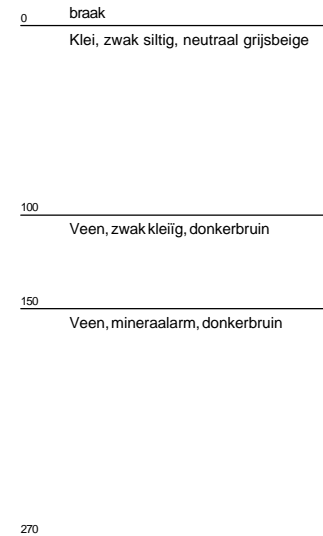 braak
0
Klei, zwak siltig, neutraal grijsbeige
100
Veen, zwak kleiïg, donkerbruin
150
Veen, mineraalarm, donkerbruin
270